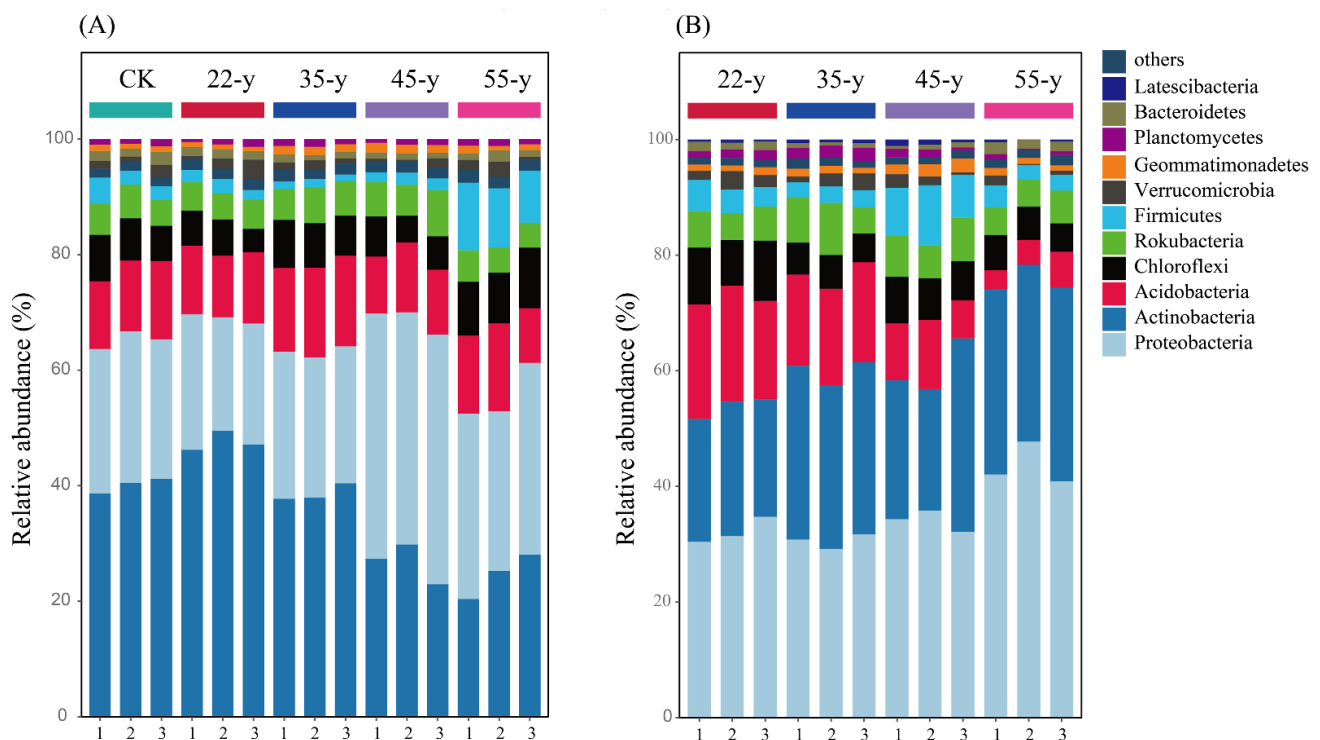 (A)
(B)
CK 22-y 35-y 45-y 55-y
22-y 35-y 45-y 55-y
Relative abundance (%)
100
80
60
40
20
0
1 2 3 1 2 3 1 2 3 1 2 3 1 2 3
Relative abundance (%)
100
80
60
40
20
0
1 2 3 1 2 3 1 2 3 1 2 3
others
Latescibacteria
Bacteroidetes
Planctomycetes
Geommatimonadetes
Verrucomicrobia
Firmicutes
Rokubacteria
Chloroflexi
Acidobacteria
Actinobacteria
Proteobacteria